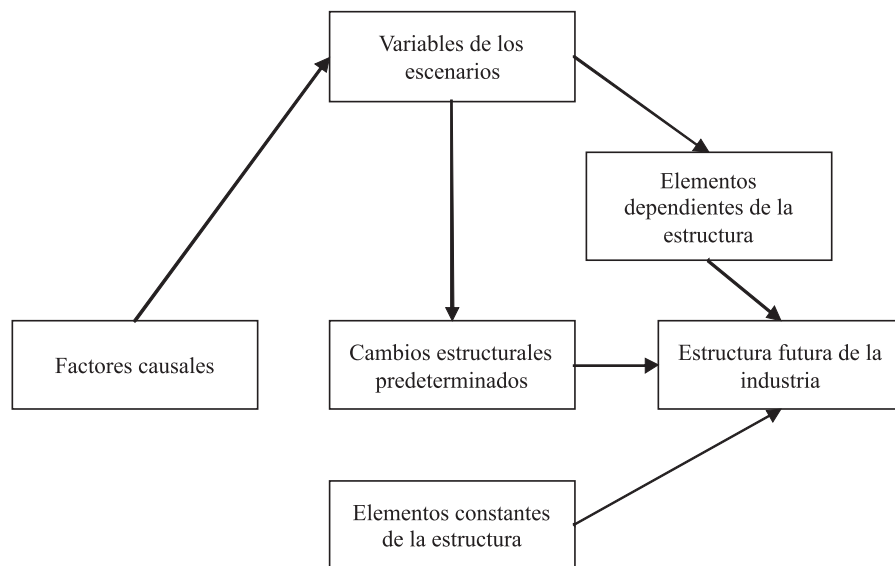 Variables de los
escenarios
Elementos
dependientes de la
estructura
Factores causales
Cambios estructurales
predeterminados
Estructura futura de la
industria
Elementos constantes
de la estructura